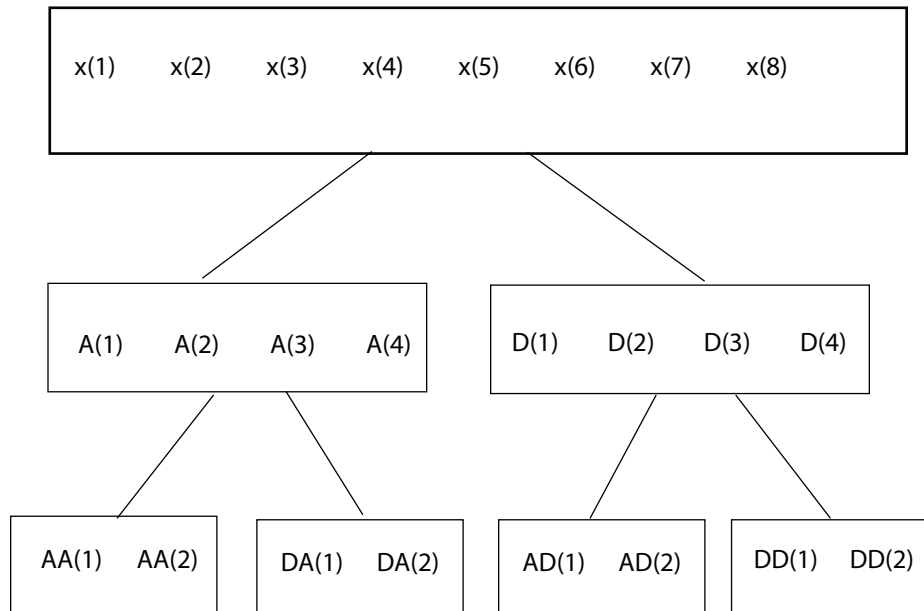 x(1) x(2) x(3) x(4) x(5) x(6) x(7) x(8)
A(1) A(2) A(3) A(4) D(1) D(2) D(3) D(4)
AA(1) AA(2) DA(1) DA(2) AD(1) AD(2) DD(1) DD(2)